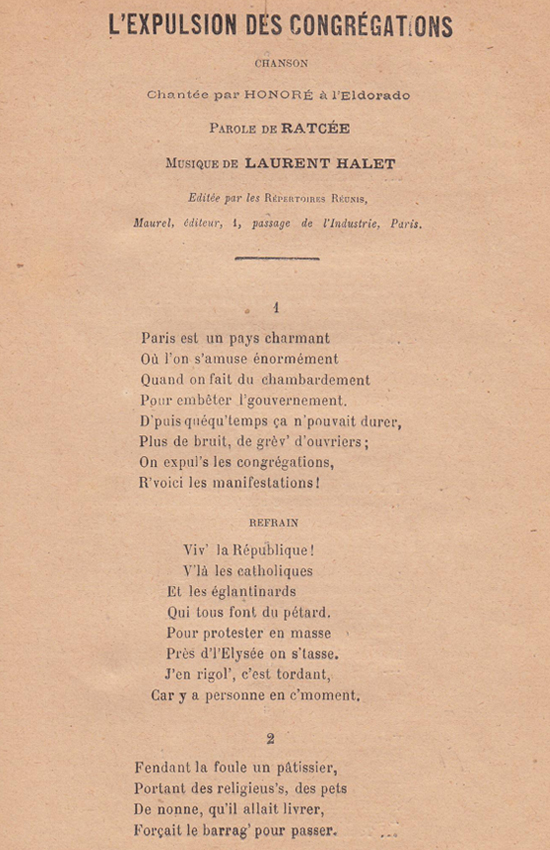 L'EXPULSION DES CONGRÉGATIONS
CHANSON
Chantée par HONORÉ à l'Eldorado
PAROLE DE RATCÉE
MUSIQUE DE LAURENT HALET
Editée par les RÉPERTOIRES RÉUNIS,
Maurel, éditeur, 1, passage de l'Industrie, Paris.
1
Paris est un pays charmant
Où l'on s'amuse énormément
Quand on fait du chambardement
Pour embêter l'gouvernement.
D'puis quéqu'temps ça n'pouvait durer,
Plus de bruit, de grèv' d'ouvriers;
On expul's les congrégations,
R'voici les manifestations!
REFRAIN
Viv' la République!
V'là les catholiques
Et les églantinards
Qui tous font du pétard.
Pour protester en masse
Près d'l'Elysée on s'tasse.
J'en rigol', c'est tordant,
Car y a personne en c'moment.
2
Fendant la foule un pâtissier,
Portant des religieus's, des pets
De nonne, qu'il allait livrer,
Forçait le barrag' pour passer.